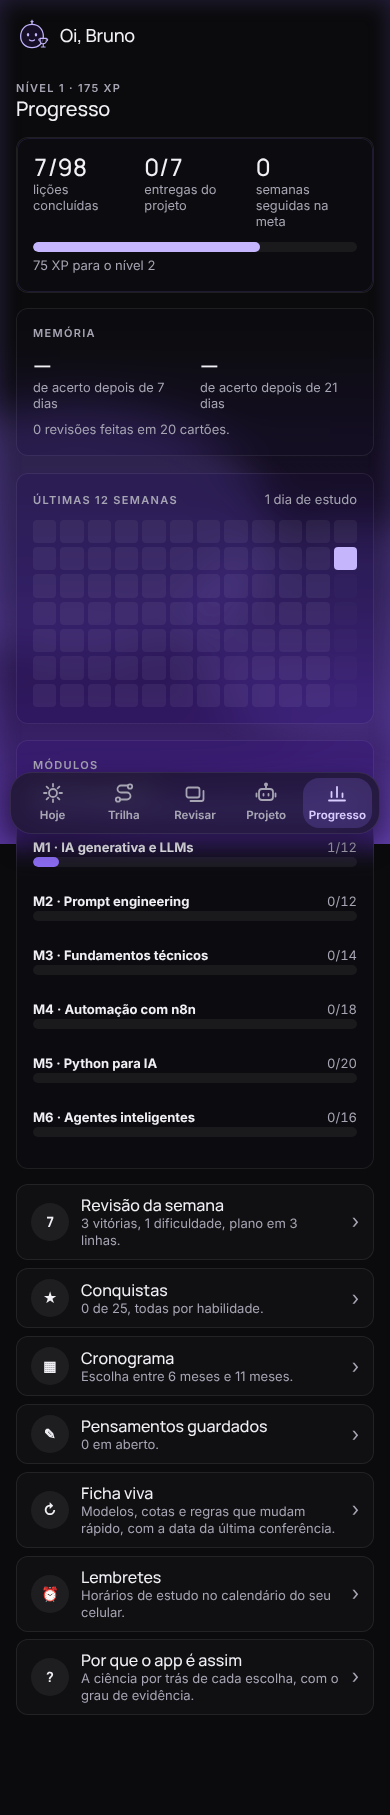 Oi, Bruno
NÍVEL 1 · 175 XP
Progresso
7/98
lições
concluídas
0/7
entregas do
projeto
0
semanas
seguidas na
meta
75 XP para o nível 2
MEMÓRIA
—
de acerto depois de 7
dias
—
de acerto depois de 21
dias
0 revisões feitas em 20 cartões.
ÚLTIMAS 12 SEMANAS
1 dia de estudo
MÓDULOS
Hoje
Trilha
Revisar
Projeto
Progresso
M1 · IA generativa e LLMs
1/12
M2 · Prompt engineering
0/12
M3 · Fundamentos técnicos
0/14
M4 · Automação com n8n
0/18
M5 · Python para IA
0/20
M6 · Agentes inteligentes
0/16
7
Revisão da semana
3 vitórias, 1 dificuldade, plano em 3
linhas.
Conquistas
0 de 25, todas por habilidade.
Cronograma
Escolha entre 6 meses e 11 meses.
Pensamentos guardados
0 em aberto.
Ficha viva
Modelos, cotas e regras que mudam
rápido, com a data da última conferência.
Lembretes
Horários de estudo no calendário do seu
celular.
?
Por que o app é assim
A ciência por trás de cada escolha, com o
grau de evidência.